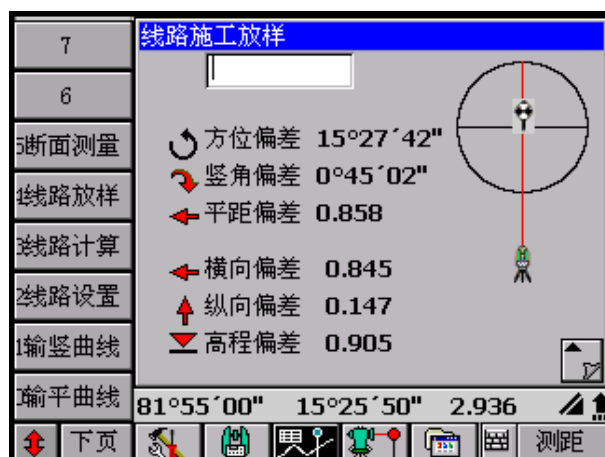 线路施工放样
7
6
5断面测量
4线路放样
3线路计算
2线路设置
1输竖曲线
0输平曲线
方位偏差 15°27′42"
竖角偏差 0°45′02"
平距偏差 0.858
横向偏差 0.845
纵向偏差 0.147
高程偏差 0.905
81°55′00" 15°25′50" 2.936
下页
测距